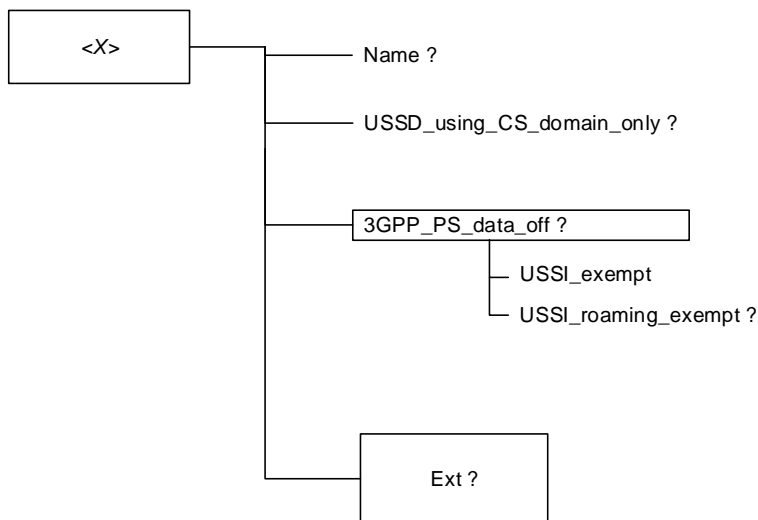 <X>
Name ?
USSD_using_CS_domain_only ?
3GPP_PS_data_off ?
USSI_exempt
USSI_roaming_exempt ?
Ext ?